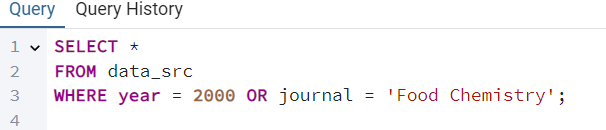 Query Query History
1 SELECT *
2 FROM data_src
3 WHERE year = 2000 OR journal = 'Food Chemistry';
4